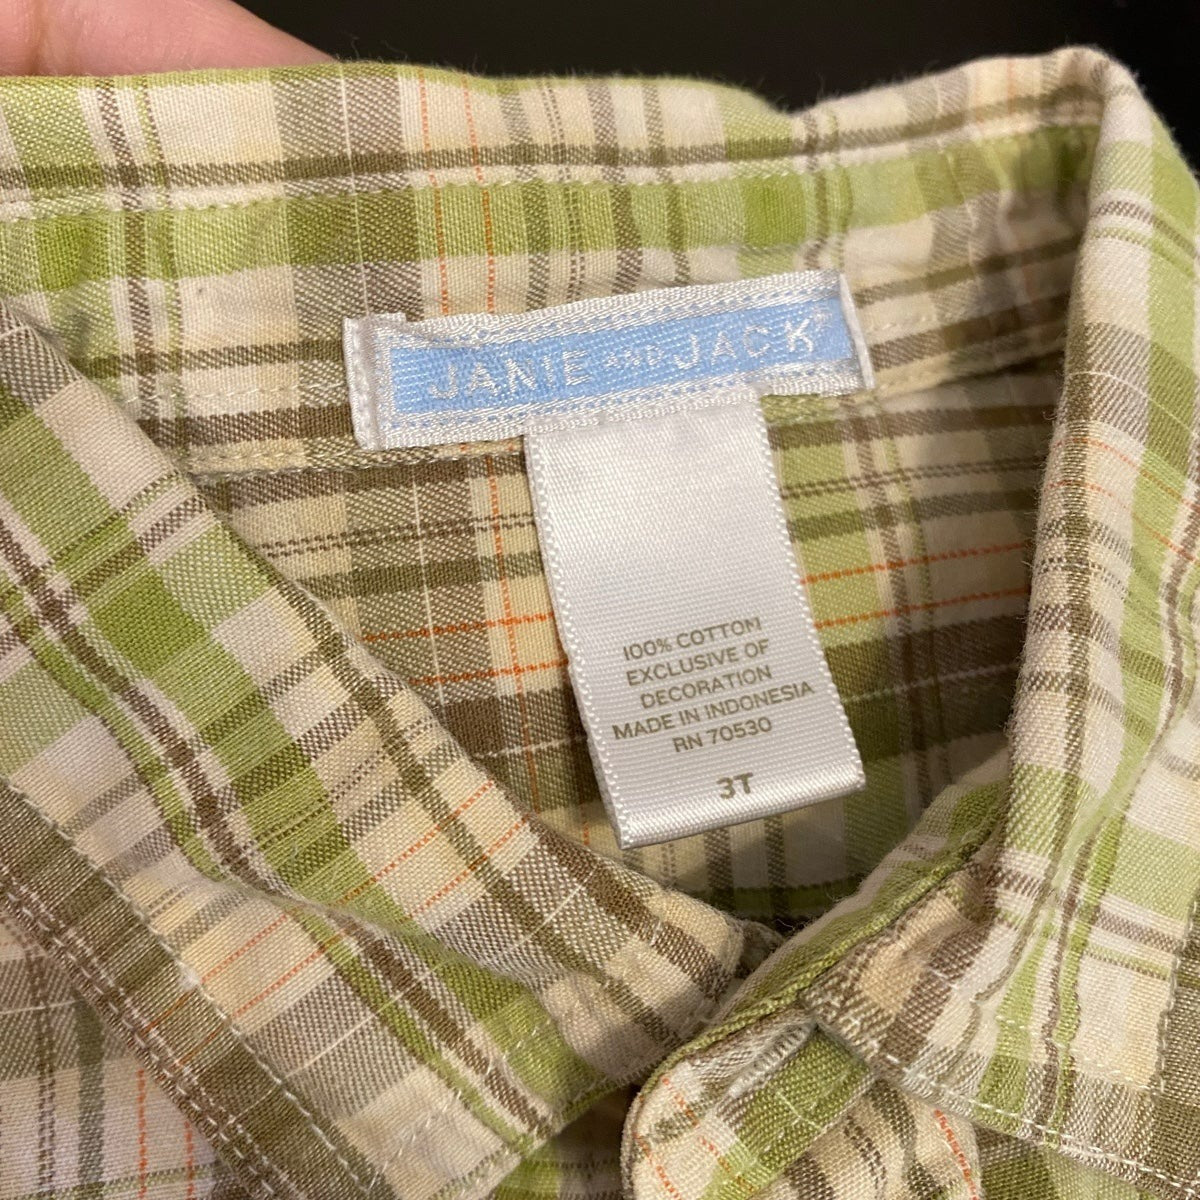 JANIE AND JACK
100% COTTON
EXCLUSIVE OF
DECORATION
MADE IN INDONESIA
RN 70530
3T